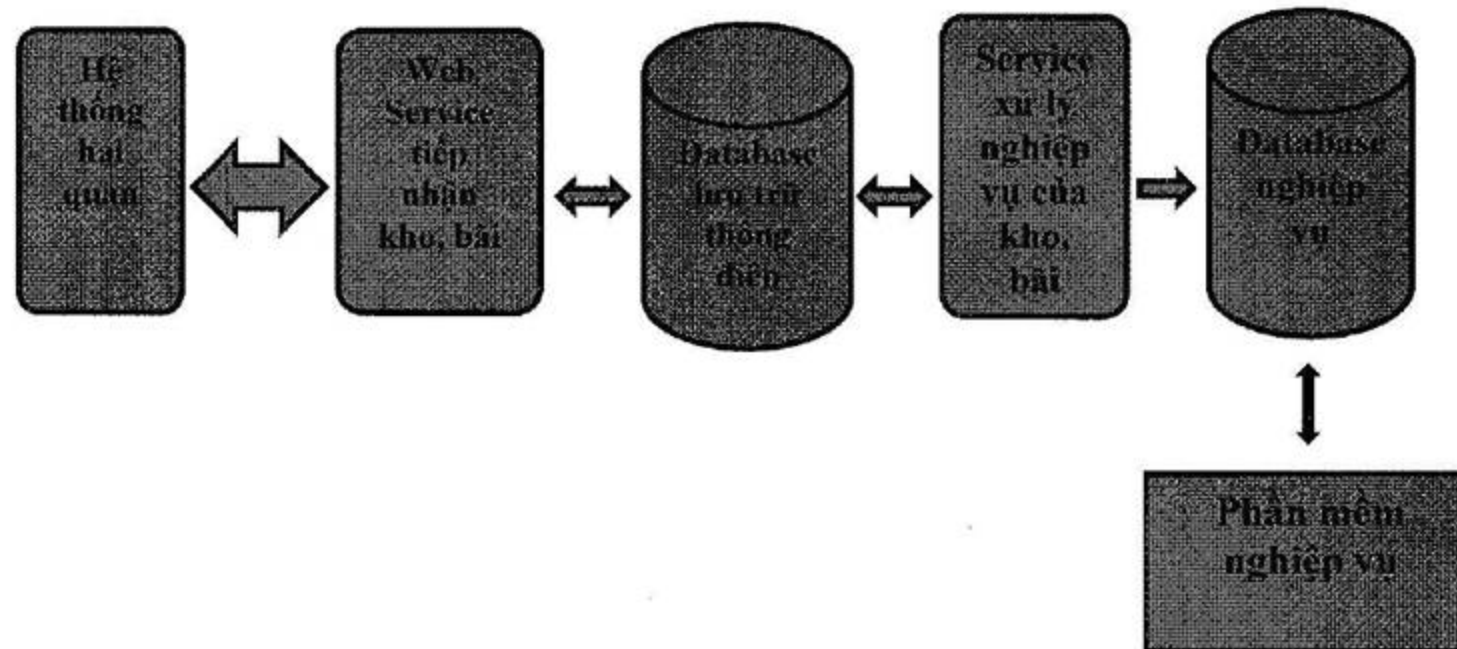 Hệ
thống
hải
quan
Web
Service
tiếp
nhận
kho, bãi
Database
lưu trữ
thông
điệp
Service
xử lý
nghiệp
vụ của
kho,
bãi
Database
nghiệp
vụ
Phần mềm
nghiệp vụ